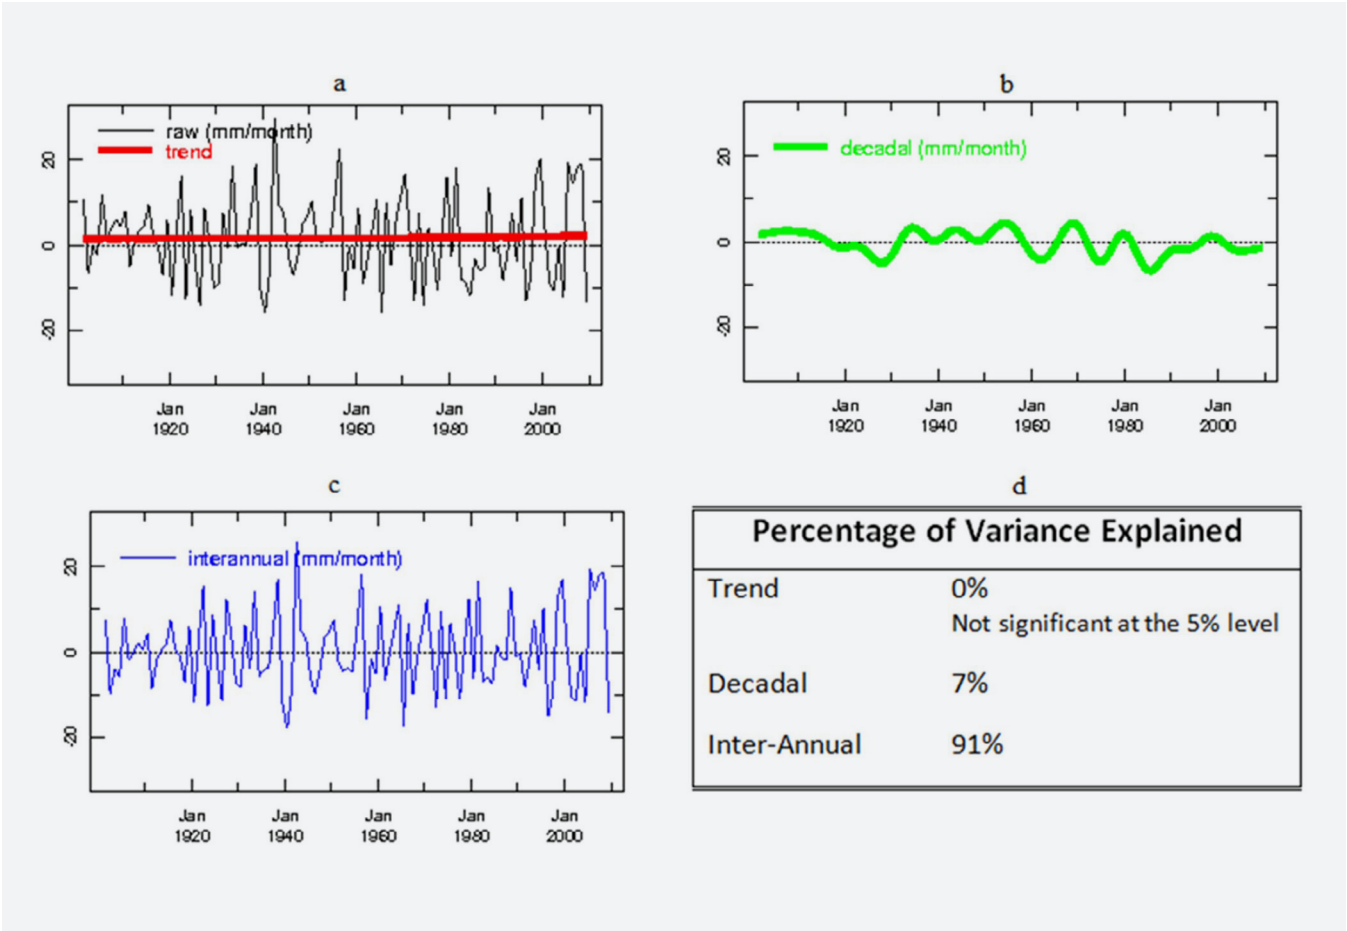 a
raw (mm/month)
trend
20
0
-20
Jan Jan Jan Jan Jan
1920 1940 1960 1980 2000
b
decadal (mm/month)
20
0
-20
Jan Jan Jan Jan Jan
1920 1940 1960 1980 2000
c
interannual (mm/month)
20
0
-20
Jan Jan Jan Jan Jan
1920 1940 1960 1980 2000
d
Percentage of Variance Explained
Trend 0%
Not significant at the 5% level
Decadal 7%
Inter-Annual 91%